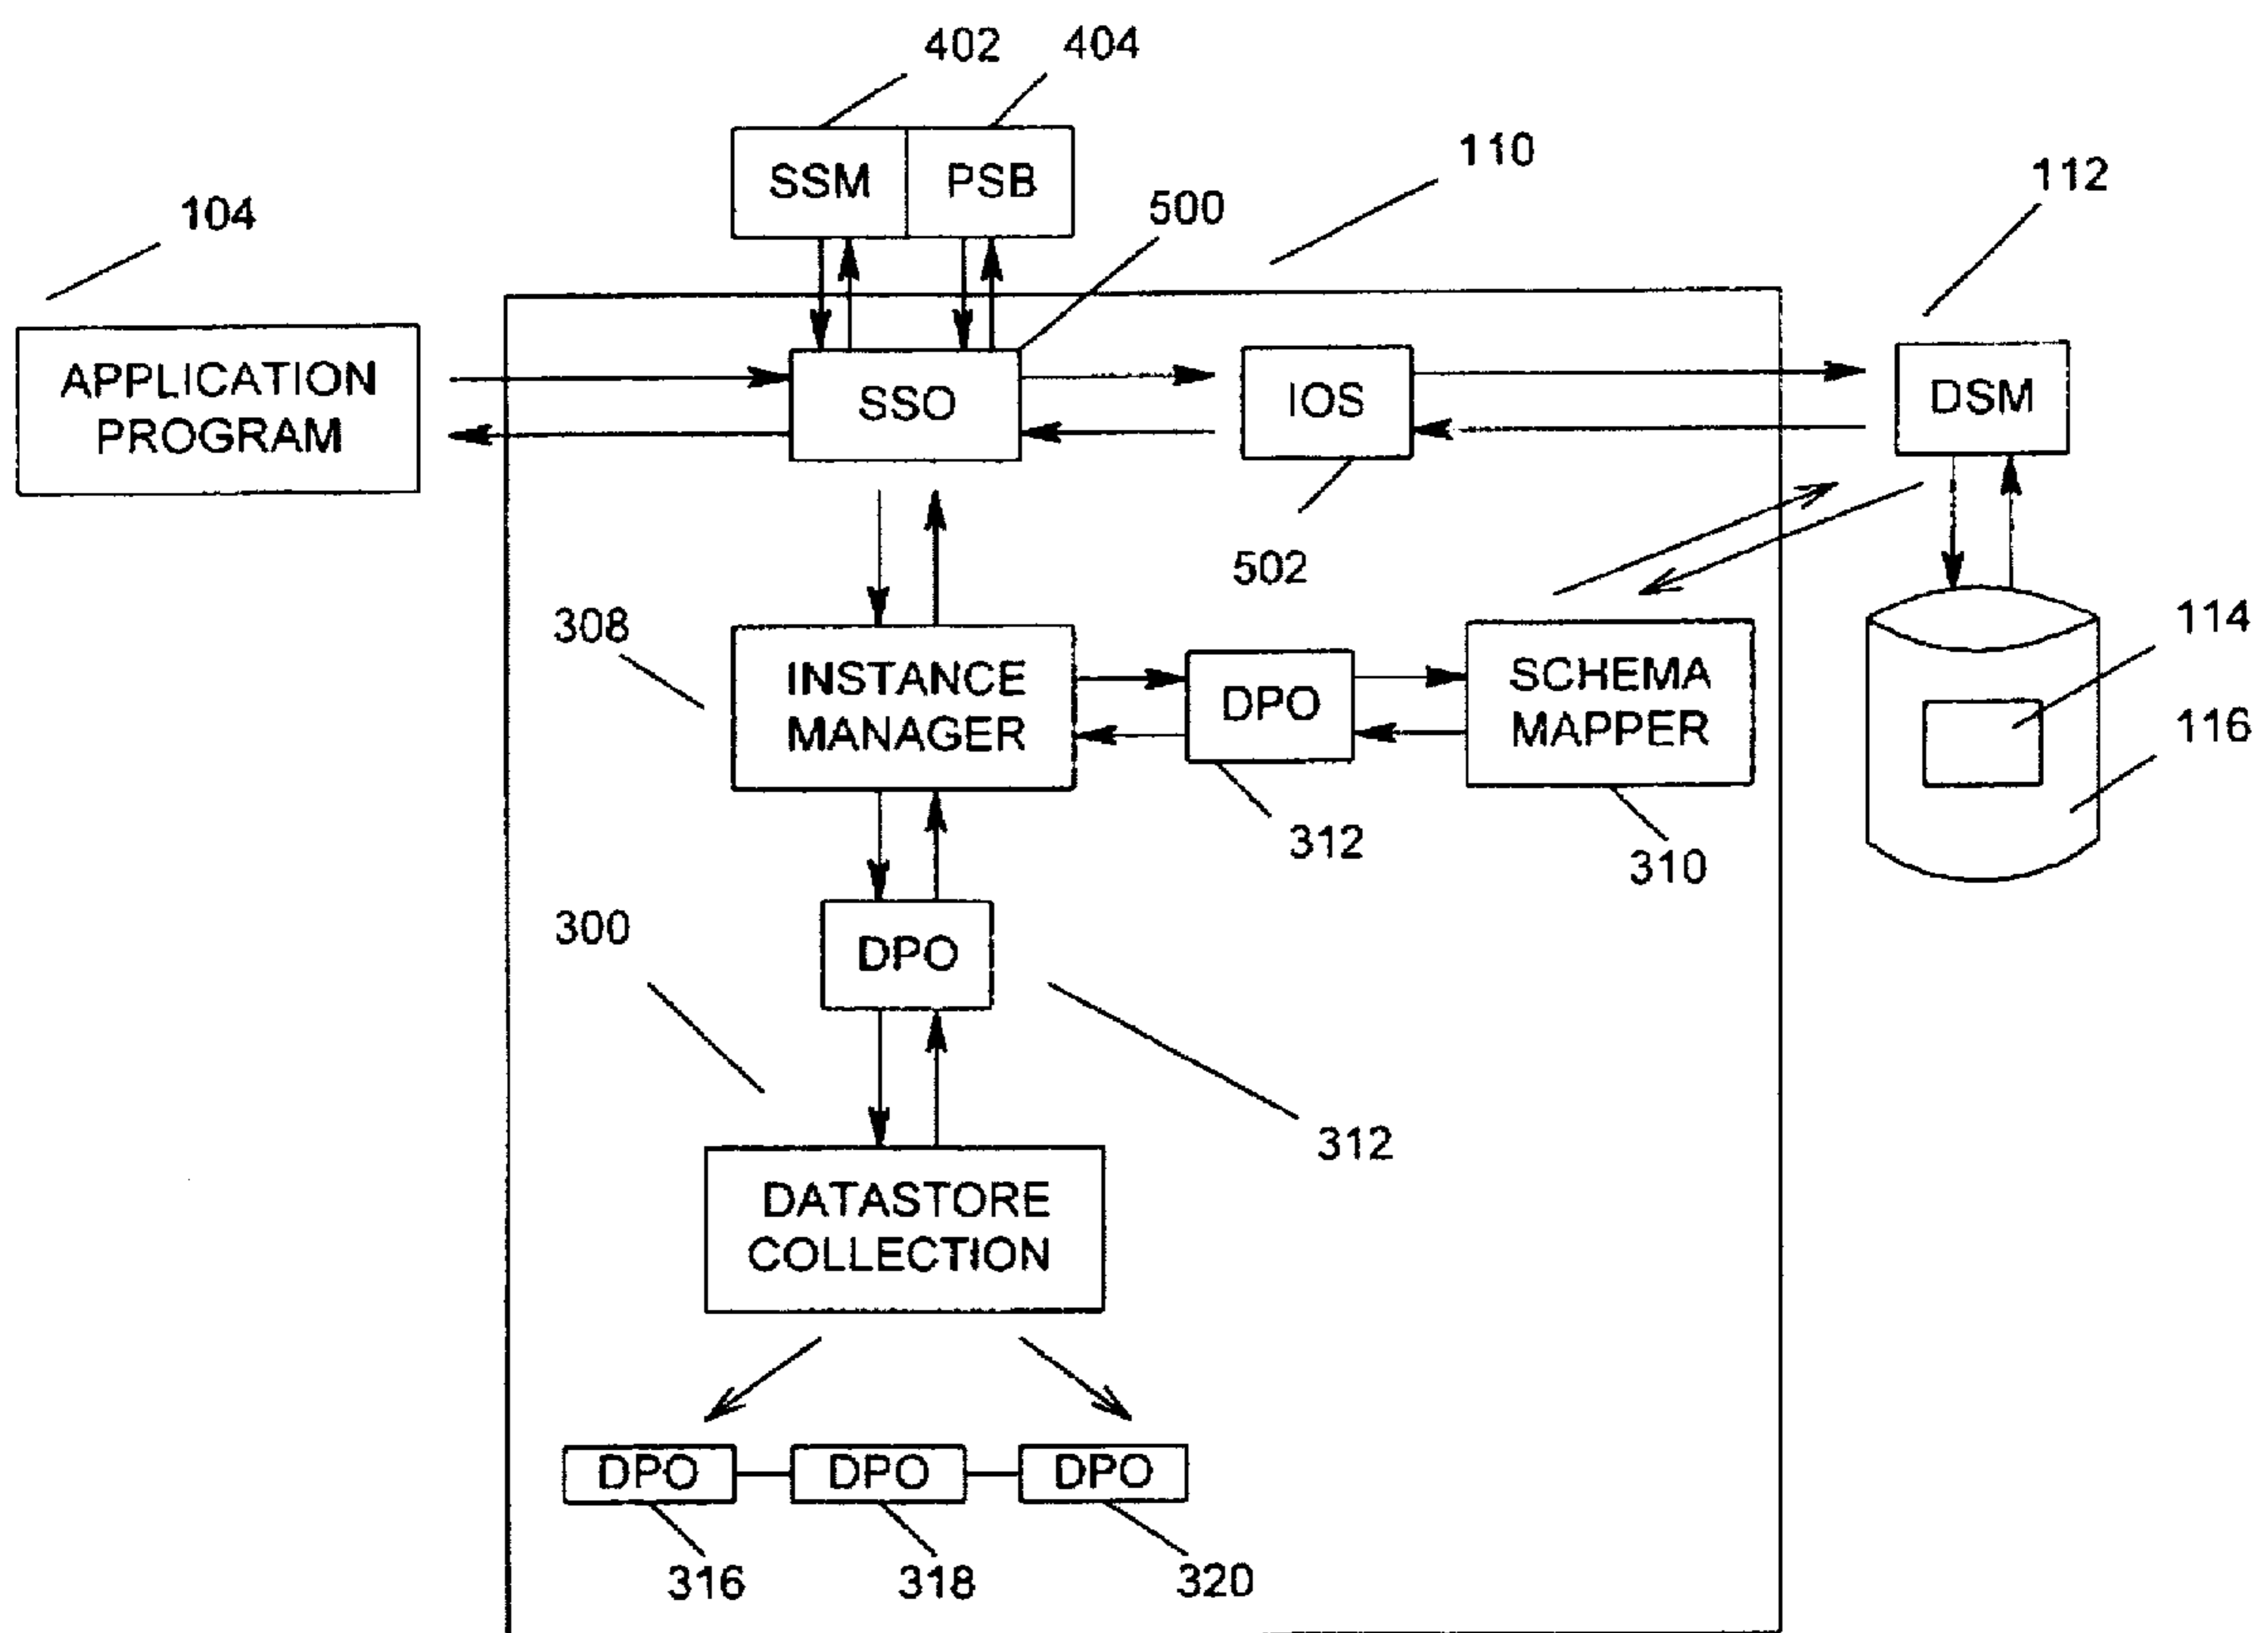 402
404
SSM
PSB
110
112
104
500
APPLICATION
PROGRAM
SSO
IOS
DSM
502
308
INSTANCE
MANAGER
DPO
SCHEMA
MAPPER
114
116
312
310
300
DPO
312
DATASTORE
COLLECTION
DPO
DPO
DPO
316
318
320